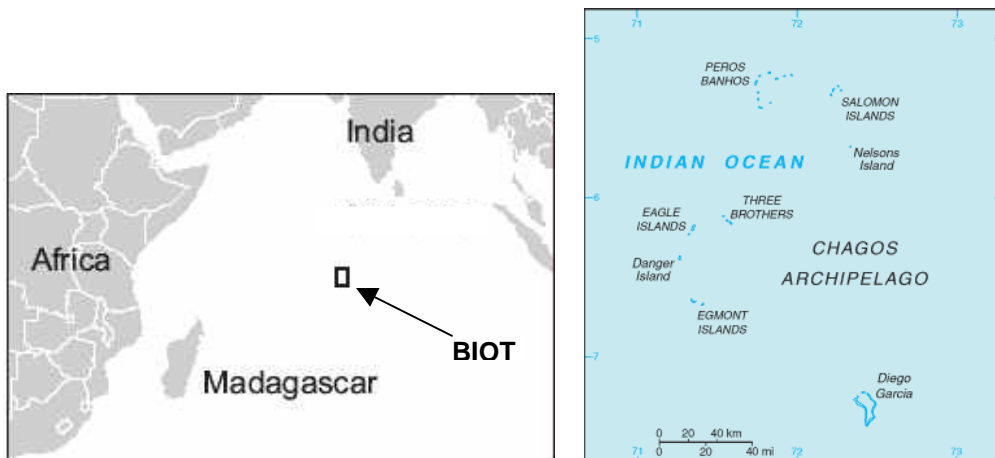 India
Africa
BIOT
Madagascar
71
72
73
5
PEROS
BANHOS
SALOMON
ISLANDS
INDIAN OCEAN
Nelsons
Island
6
THREE
BROTHERS
EAGLE
ISLANDS
CHAGOS
ARCHIPELAGO
Danger
Island
EGMONT
ISLANDS
7
Diego
Garcia
0 20 40 km
0 20 40 mi
71
72
73